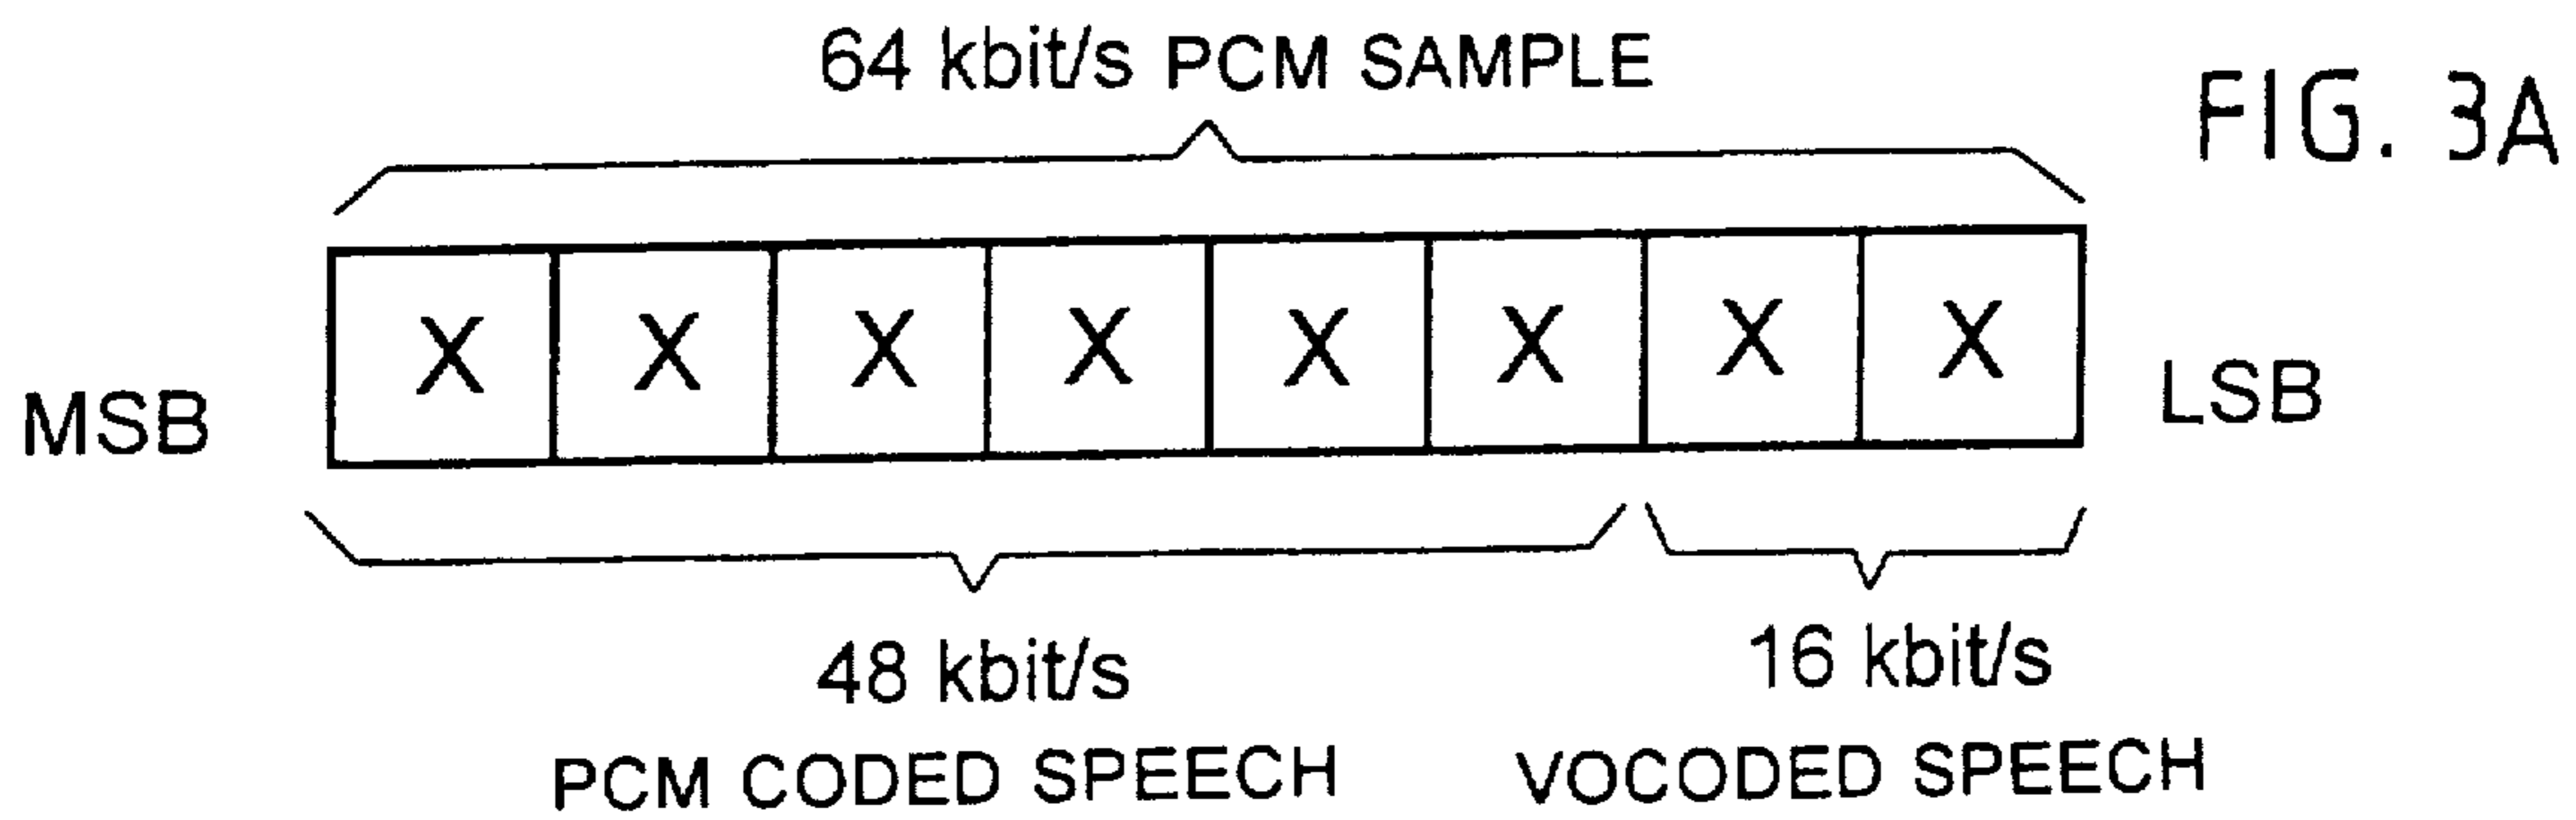 64 kbit/s PCM SAMPLE
FIG. 3A
MSB X X X X X X X X LSB
48 kbit/s
PCM CODED SPEECH
16 kbit/s
VOCODED SPEECH